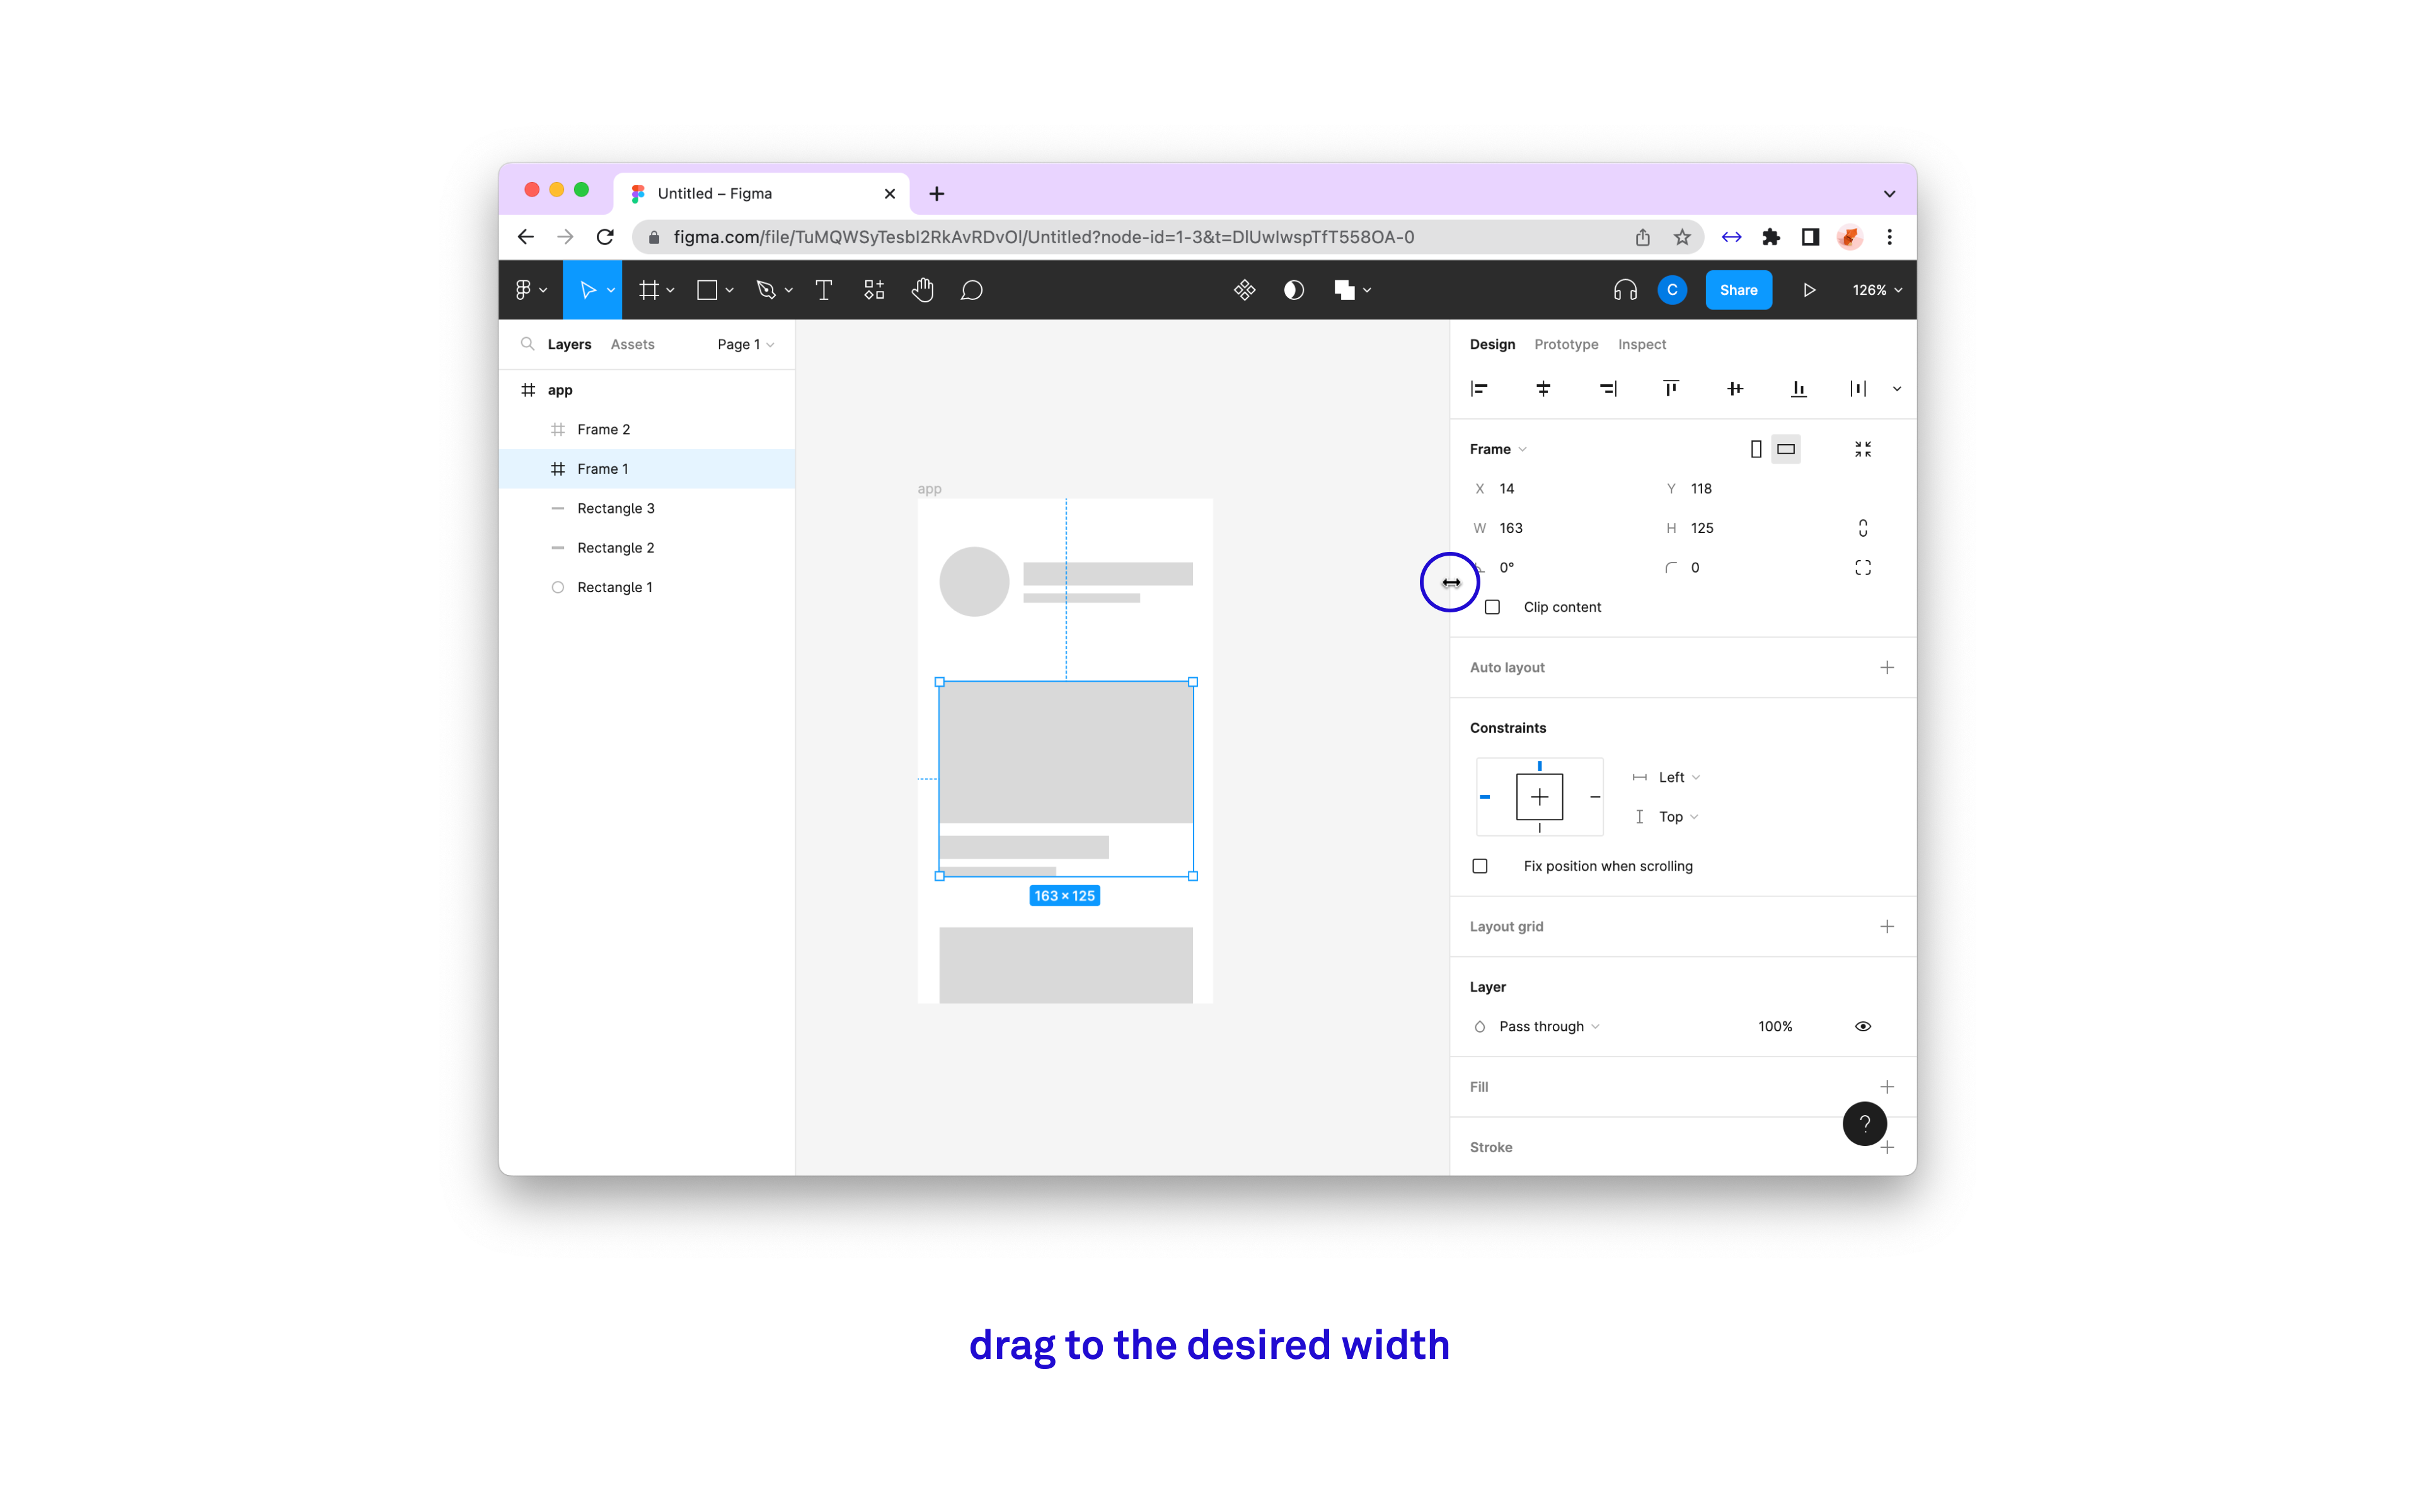 Untitled – Figma
figma.com/file/TuMQWSyTesbI2RkAvRDvOl/Untitled?node-id=1-3&t=DlUwIwspTfT558OA-0
C
Share
126%
Layers
Assets
Page 1
app
Frame 2
Frame 1
Rectangle 3
Rectangle 2
Rectangle 1
app
163 × 125
Design
Prototype
Inspect
Frame
X 14
Y 118
W 163
H 125
0°
0
Clip content
Auto layout
Constraints
Left
Top
Fix position when scrolling
Layout grid
Layer
Pass through
100%
Fill
?
Stroke
drag to the desired width